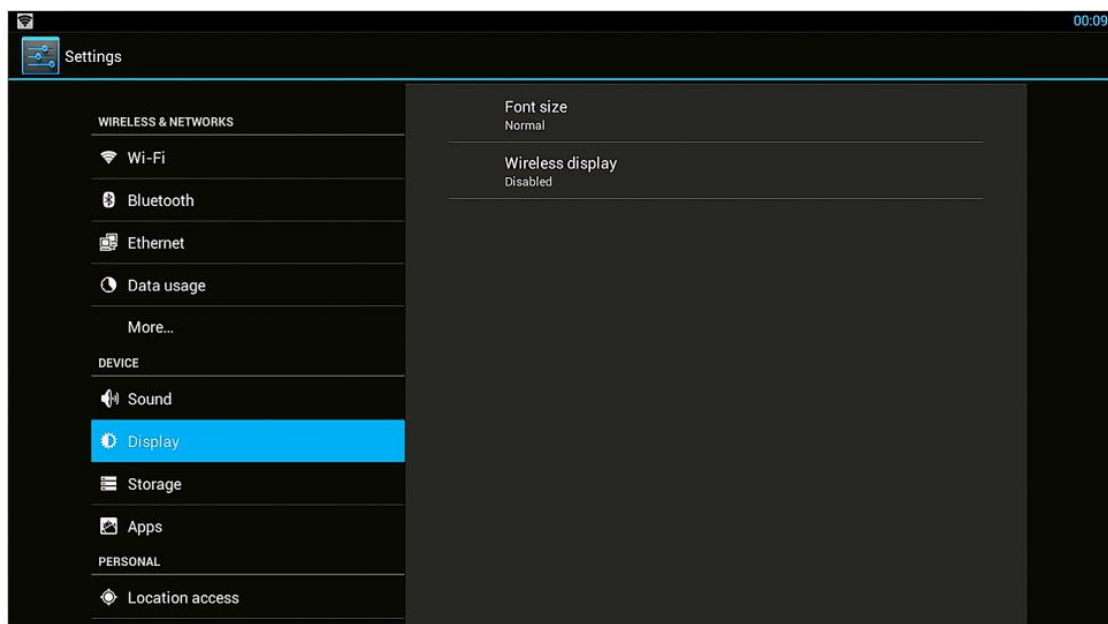 00:09
Settings
WIRELESS & NETWORKS
Wi-Fi
Bluetooth
Ethernet
Data usage
More...
DEVICE
Sound
Display
Storage
Apps
PERSONAL
Location access
Font size
Normal
Wireless display
Disabled